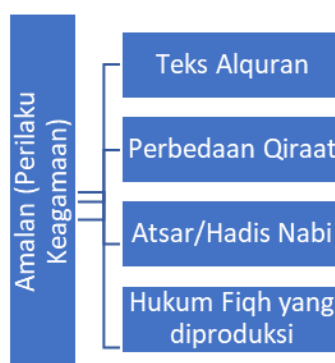 Amalan (Perilaku
Keagamaan)
Teks Alquran
Perbedaan Qiraat
Atsar/Hadis Nabi
Hukum Fiqh yang
diproduksi